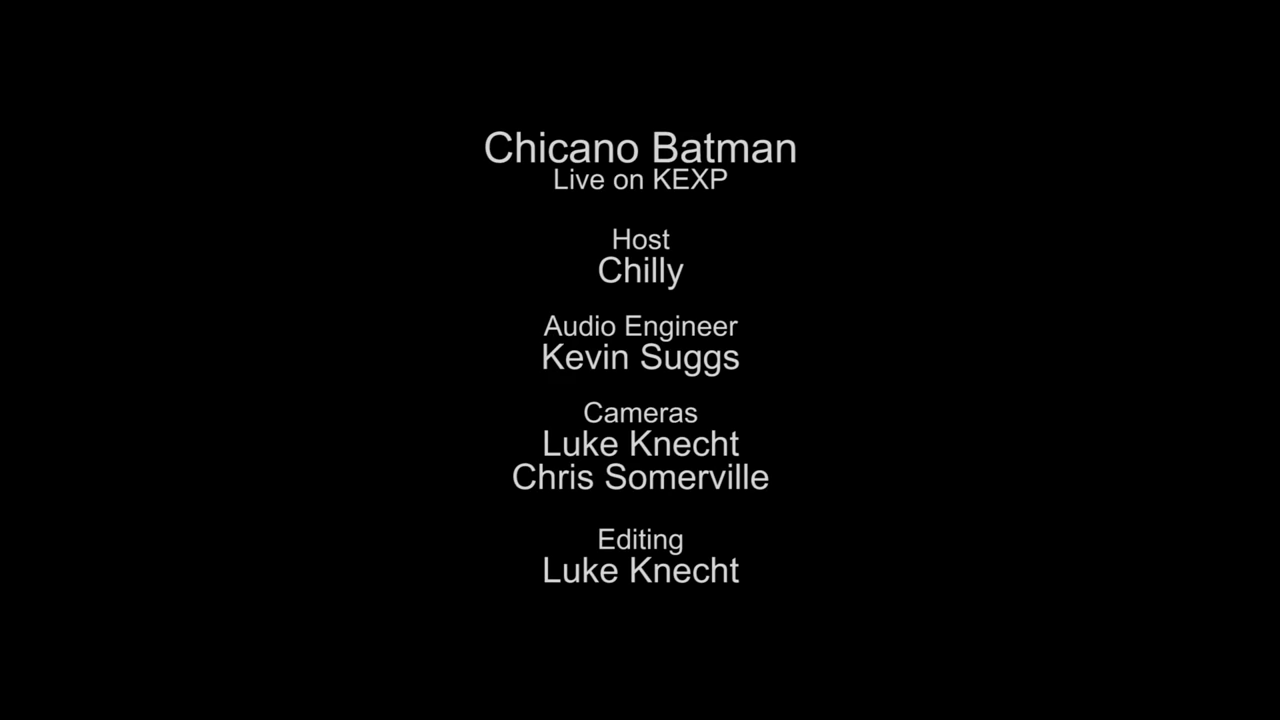 Chicano Batman
Live on KEXP
Host
Chilly
Audio Engineer
Kevin Suggs
Cameras
Luke Knecht
Chris Somerville
Editing
Luke Knecht